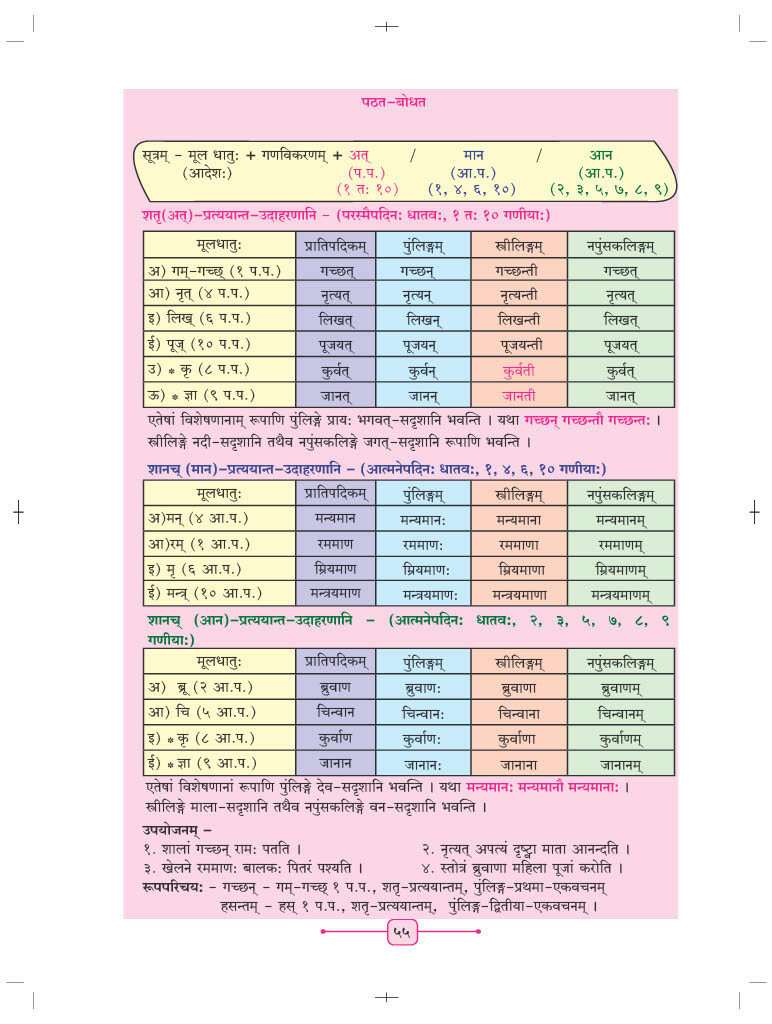 पठत-बोधत
सूत्रम् - मूल धातुः + गणविकरणम् + अत् / मान / आन
(आदेशः) (प.प.) (आ.प.) (आ.प.)
(१ तः १०) (१, ४, ६, १०) (२, ३, ५, ७, ८, ९)
शतृ(अत्)-प्रत्ययान्त-उदाहरणानि - (परस्मैपदिनः धातवः, १ तः १० गणीयाः)
मूलधातुः प्रातिपदिकम् पुंलिङ्गम् स्त्रीलिङ्गम् नपुंसकलिङ्गम्
अ) गम्-गच्छ् (१ प.प.) गच्छत् गच्छन् गच्छन्ती गच्छत्
आ) नृत् (४ प.प.) नृत्यत् नृत्यन् नृत्यन्ती नृत्यत्
इ) लिख् (६ प.प.) लिखत् लिखन् लिखन्ती लिखत्
ई) पूज् (१० प.प.) पूजयत् पूजयन् पूजयन्ती पूजयत्
उ) * कृ (८ प.प.) कुर्वत् कुर्वन् कुर्वती कुर्वत्
ऊ) * ज्ञा (९ प.प.) जानत् जानन् जानती जानत्
एतेषां विशेषणानाम् रूपाणि पुंलिङ्गे प्रायः भगवत्-सदृशानि भवन्ति । यथा गच्छन् गच्छन्तौ गच्छन्तः ।
स्त्रीलिङ्गे नदी-सदृशानि तथैव नपुंसकलिङ्गे जगत्-सदृशानि रूपाणि भवन्ति ।
शानच् (मान)-प्रत्ययान्त-उदाहरणानि - (आत्मनेपदिनः धातवः, १, ४, ६, १० गणीयाः)
मूलधातुः प्रातिपदिकम् पुंलिङ्गम् स्त्रीलिङ्गम् नपुंसकलिङ्गम्
अ)मन् (४ आ.प.) मन्यमान मन्यमानः मन्यमाना मन्यमानम्
आ)रम् (१ आ.प.) रममाण रममाणः रममाणा रममाणम्
इ) मृ (६ आ.प.) म्रियमाण म्रियमाणः म्रियमाणा म्रियमाणम्
ई) मन्त्र् (१० आ.प.) मन्त्रयमाण मन्त्रयमाणः मन्त्रयमाणा मन्त्रयमाणम्
शानच् (आन)-प्रत्ययान्त-उदाहरणानि - (आत्मनेपदिनः धातवः, २, ३, ५, ७, ८, ९
गणीयाः)
मूलधातुः प्रातिपदिकम् पुंलिङ्गम् स्त्रीलिङ्गम् नपुंसकलिङ्गम्
अ) ब्रू (२ आ.प.) ब्रुवाण ब्रुवाणः ब्रुवाणा ब्रुवाणम्
आ) चि (५ आ.प.) चिन्वान चिन्वानः चिन्वाना चिन्वानम्
इ) * कृ (८ आ.प.) कुर्वाण कुर्वाणः कुर्वाणा कुर्वाणम्
ई) * ज्ञा (९ आ.प.) जानान जानानः जानाना जानानम्
एतेषां विशेषणानां रूपाणि पुंलिङ्गे देव-सदृशानि भवन्ति । यथा मन्यमानः मन्यमानौ मन्यमानाः ।
स्त्रीलिङ्गे माला-सदृशानि तथैव नपुंसकलिङ्गे वन-सदृशानि भवन्ति ।
उपयोजनम् -
१. शालां गच्छन् रामः पतति । २. नृत्यत् अपत्यं दृष्ट्वा माता आनन्दति ।
३. खेलने रममाणः बालकः पितरं पश्यति । ४. स्तोत्रं ब्रुवाणा महिला पूजां करोति ।
रूपपरिचयः - गच्छन् - गम्-गच्छ् १ प.प., शतृ-प्रत्ययान्तम्, पुंलिङ्ग-प्रथमा-एकवचनम्
हसन्तम् - हस् १ प.प., शतृ-प्रत्ययान्तम्, पुंलिङ्ग-द्वितीया-एकवचनम् ।
५५